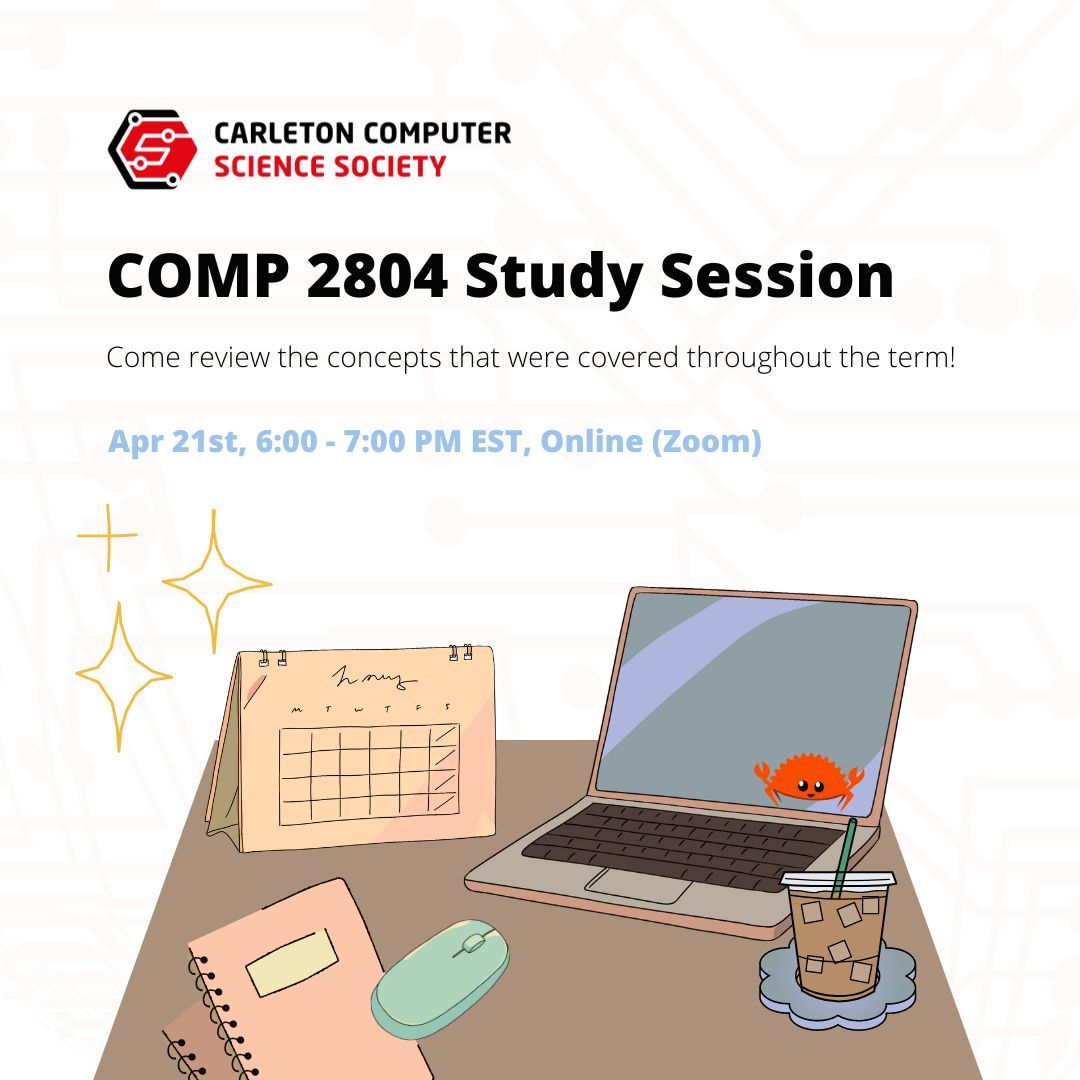 CARLETON COMPUTER
SCIENCE SOCIETY
COMP 2804 Study Session
Come review the concepts that were covered throughout the term!
Apr 21st, 6:00 - 7:00 PM EST, Online (Zoom)
M T W T F S